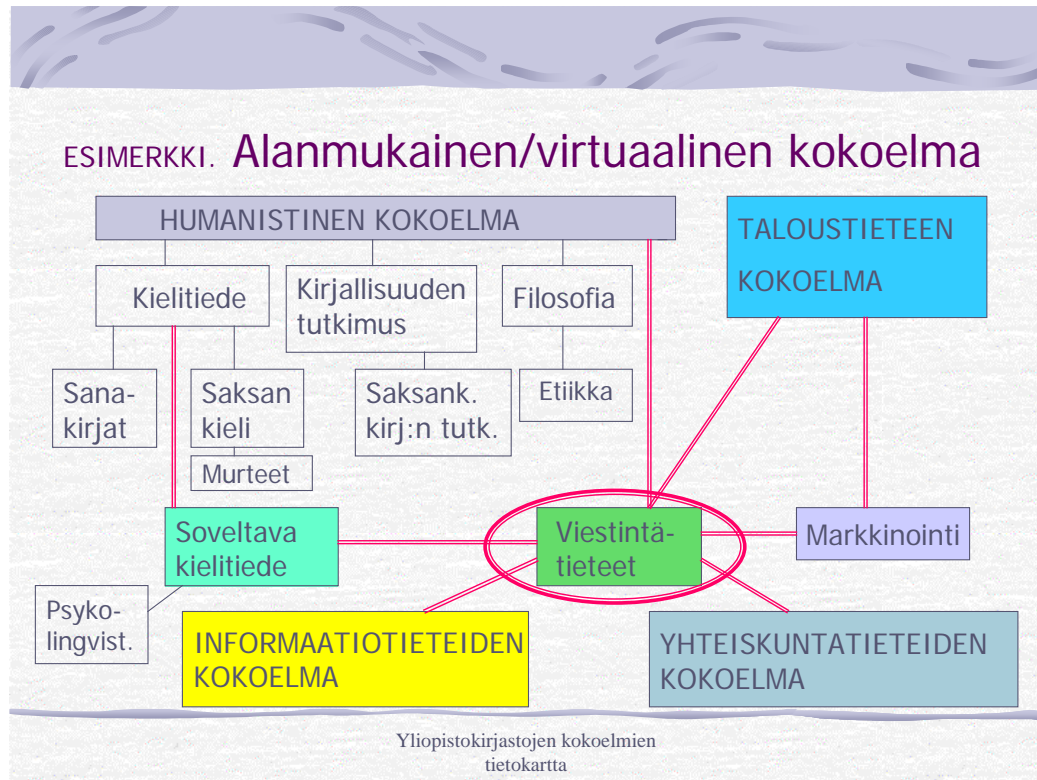 ESIMERKKI. Alanmukainen/virtuaalinen kokoelma
HUMANISTINEN KOKOELMA
TALOUSTIETEEN
KOKOELMA
Kielitiede
Kirjallisuuden
tutkimus
Filosofia
Sana-
kirjat
Saksan
kieli
Saksank.
kirj:n tutk.
Etiikka
Murteet
Soveltava
kielitiede
Viestintä-
tieteet
Markkinointi
Psyko-
lingvist.
INFORMAATIOTIETEIDEN
KOKOELMA
YHTEISKUNTATIETEIDEN
KOKOELMA
Yliopistokirjastojen kokoelmien
tietokartta